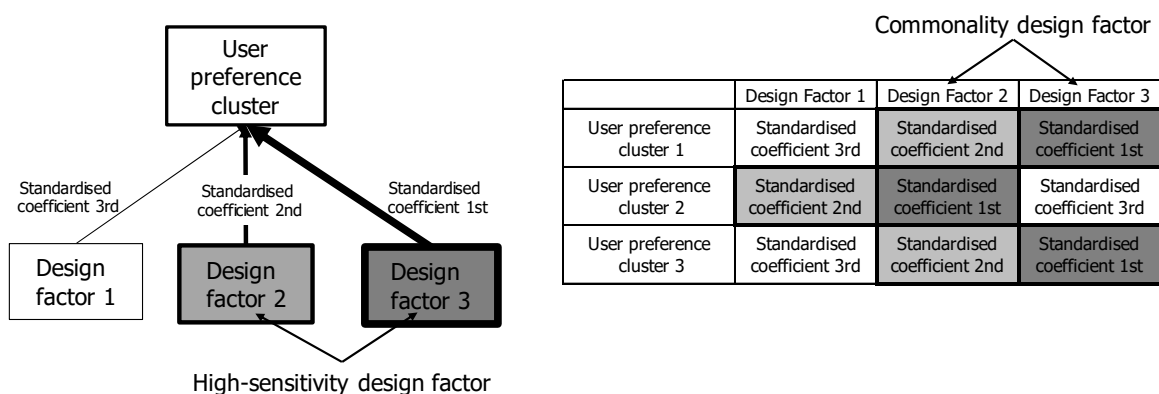 User
preference
cluster
Standardised
coefficient 3rd
Standardised
coefficient 2nd
Standardised
coefficient 1st
Design
factor 1
Design
factor 2
Design
factor 3
High-sensitivity design factor
Commonality design factor
Design Factor 1 Design Factor 2 Design Factor 3
User preference
cluster 1
Standardised
coefficient 3rd
Standardised
coefficient 2nd
Standardised
coefficient 1st
User preference
cluster 2
Standardised
coefficient 2nd
Standardised
coefficient 1st
Standardised
coefficient 3rd
User preference
cluster 3
Standardised
coefficient 3rd
Standardised
coefficient 2nd
Standardised
coefficient 1st